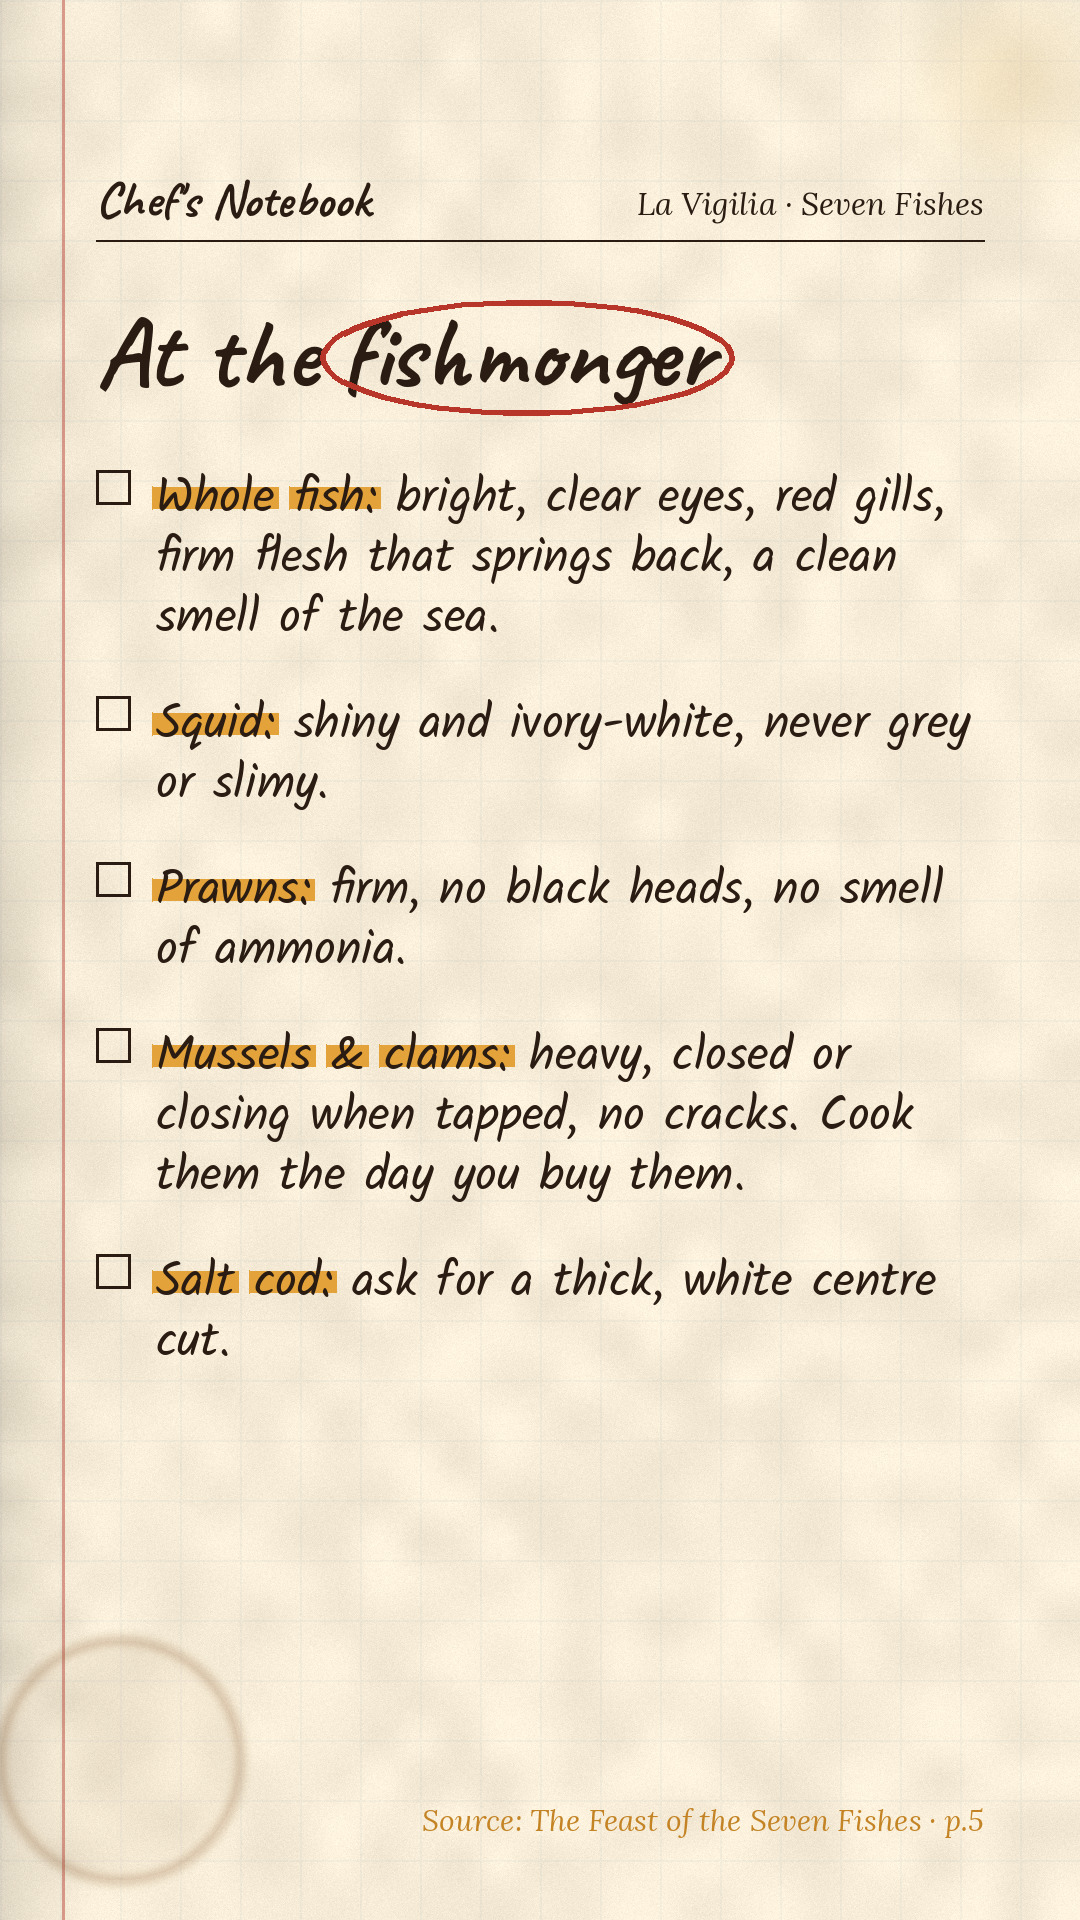 Chef's Notebook
La Vigilia · Seven Fishes
At the fishmonger
Whole fish: bright, clear eyes, red gills,
firm flesh that springs back, a clean
smell of the sea.
Squid: shiny and ivory-white, never grey
or slimy.
Prawns: firm, no black heads, no smell
of ammonia.
Mussels & clams: heavy, closed or
closing when tapped, no cracks. Cook
them the day you buy them.
Salt cod: ask for a thick, white centre
cut.
Source: The Feast of the Seven Fishes · p.5